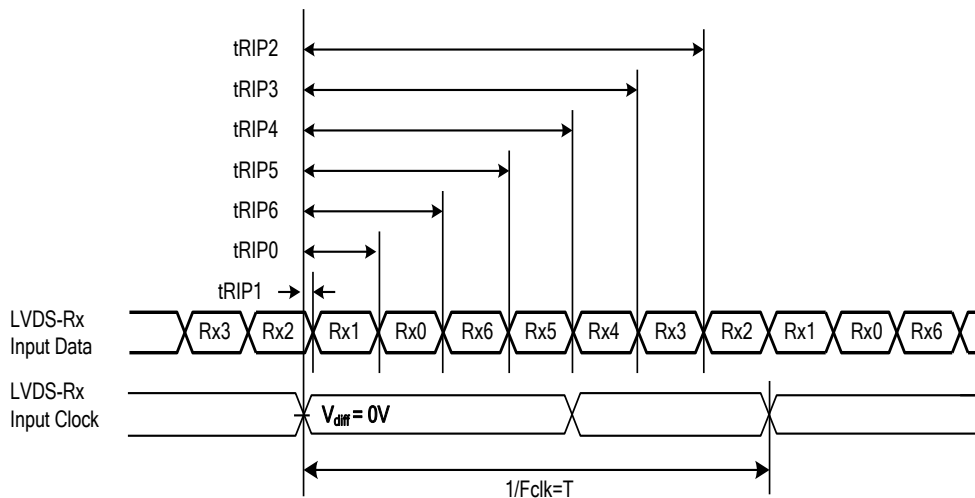 tRIP2
tRIP3
tRIP4
tRIP5
tRIP6
tRIP0
tRIP1
LVDS-Rx
Input Data
Rx3 Rx2 Rx1 Rx0 Rx6 Rx5 Rx4 Rx3 Rx2 Rx1 Rx0 Rx6
LVDS-Rx
Input Clock
Vdiff = 0V
1/Fclk=T